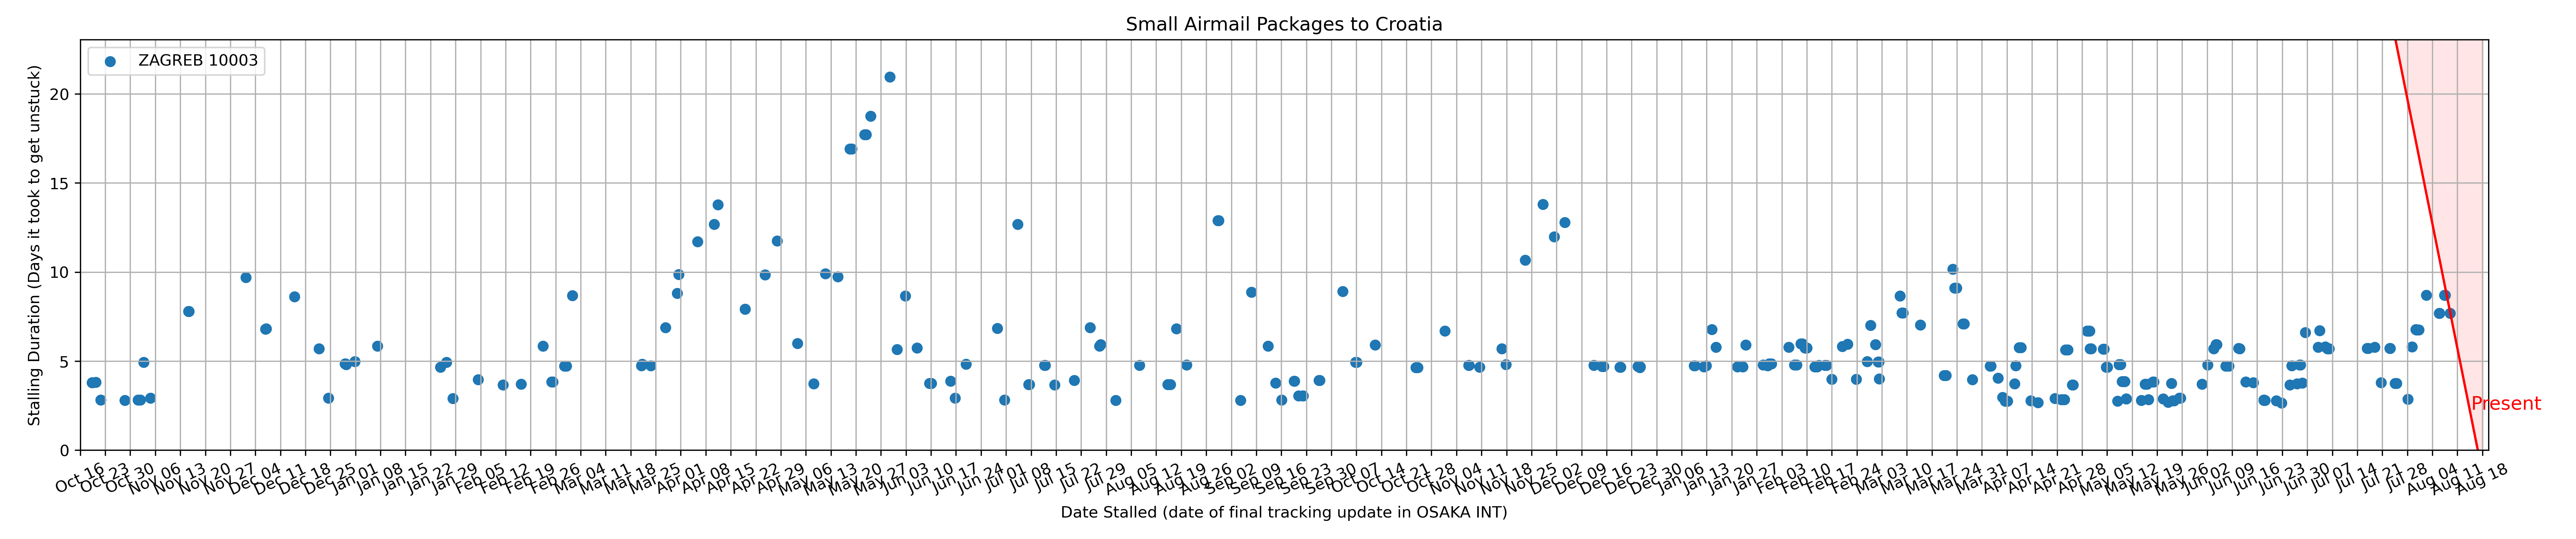 Small Airmail Packages to Croatia
ZAGREB 10003
Stalling Duration (Days it took to get unstuck)
20
15
10
5
0
Present
Oct 16
Oct 23
Oct 30
Nov 06
Nov 13
Nov 20
Nov 27
Dec 04
Dec 11
Dec 18
Dec 25
Jan 01
Jan 08
Jan 15
Jan 22
Jan 29
Feb 05
Feb 12
Feb 19
Feb 26
Mar 04
Mar 11
Mar 18
Mar 25
Apr 01
Apr 08
Apr 15
Apr 22
Apr 29
May 06
May 13
May 20
May 27
Jun 03
Jun 10
Jun 17
Jun 24
Jul 01
Jul 08
Jul 15
Jul 22
Jul 29
Aug 05
Aug 12
Aug 19
Aug 26
Sep 02
Sep 09
Sep 16
Sep 23
Sep 30
Oct 07
Oct 14
Oct 21
Oct 28
Nov 04
Nov 11
Nov 18
Nov 25
Dec 02
Dec 09
Dec 16
Dec 23
Dec 30
Jan 06
Jan 13
Jan 20
Jan 27
Feb 03
Feb 10
Feb 17
Feb 24
Mar 03
Mar 10
Mar 17
Mar 24
Mar 31
Apr 07
Apr 14
Apr 21
Apr 28
May 05
May 12
May 19
May 26
Jun 02
Jun 09
Jun 16
Jun 23
Jun 30
Jul 07
Jul 14
Jul 21
Jul 28
Aug 04
Aug 11
Aug 18
Date Stalled (date of final tracking update in OSAKA INT)